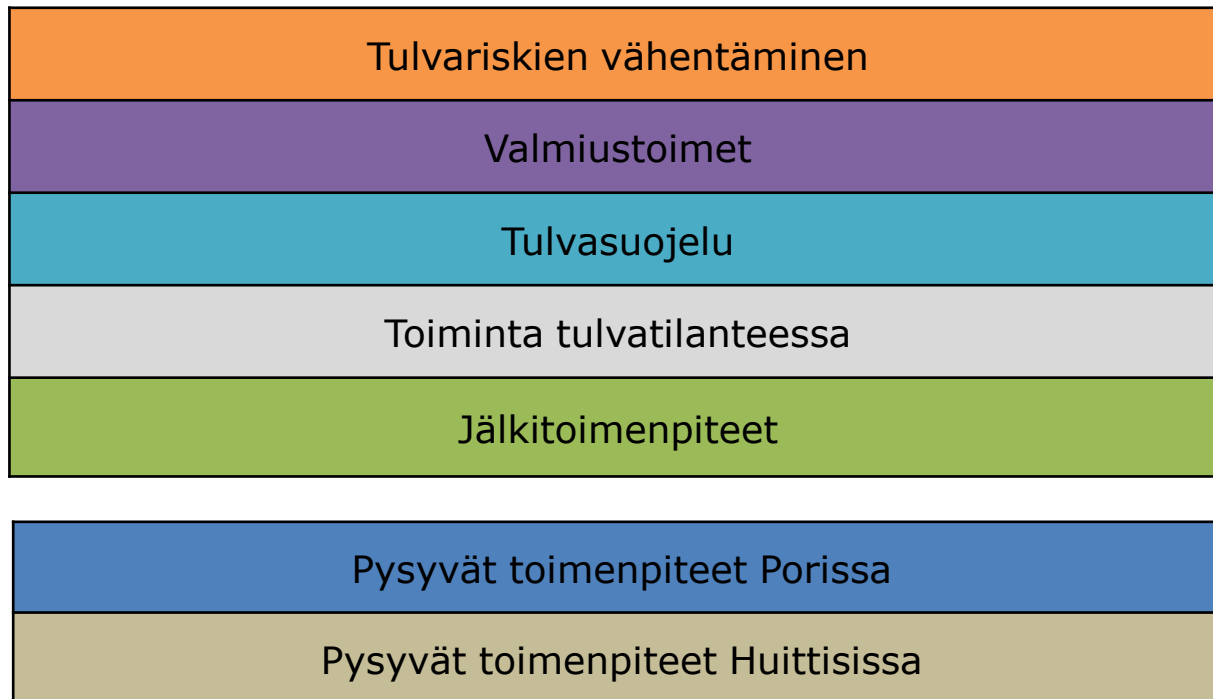 Tulvariskien vähentäminen
Valmiustoimet
Tulvasuojelu
Toiminta tulvatilanteessa
Jälkitoimenpiteet
Pysyvät toimenpiteet Porissa
Pysyvät toimenpiteet Huittisissa